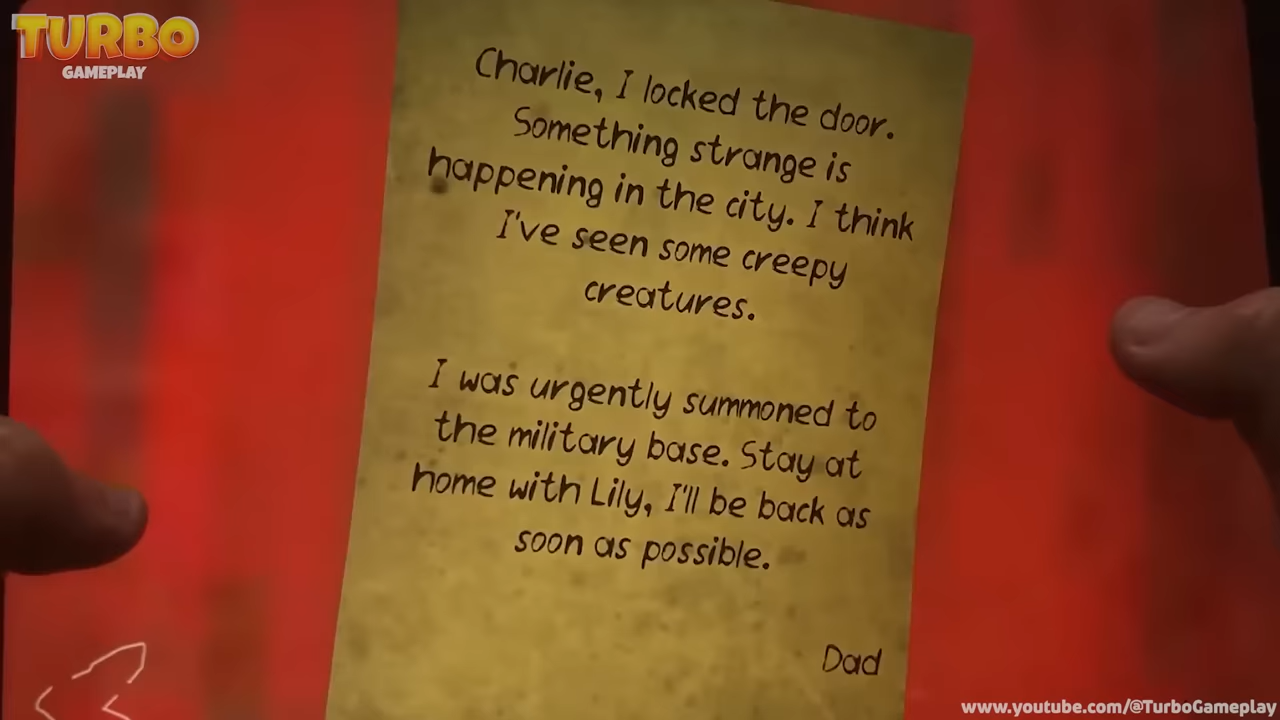 TURBO
GAMEPLAY
Charlie, I locked the door.
Something strange is
happening in the city. I think
I've seen some creepy
creatures.
I was urgently summoned to
the military base. Stay at
home with Lily, I'll be back as
soon as possible.
Dad
www.youtube.com/@TurboGameplay